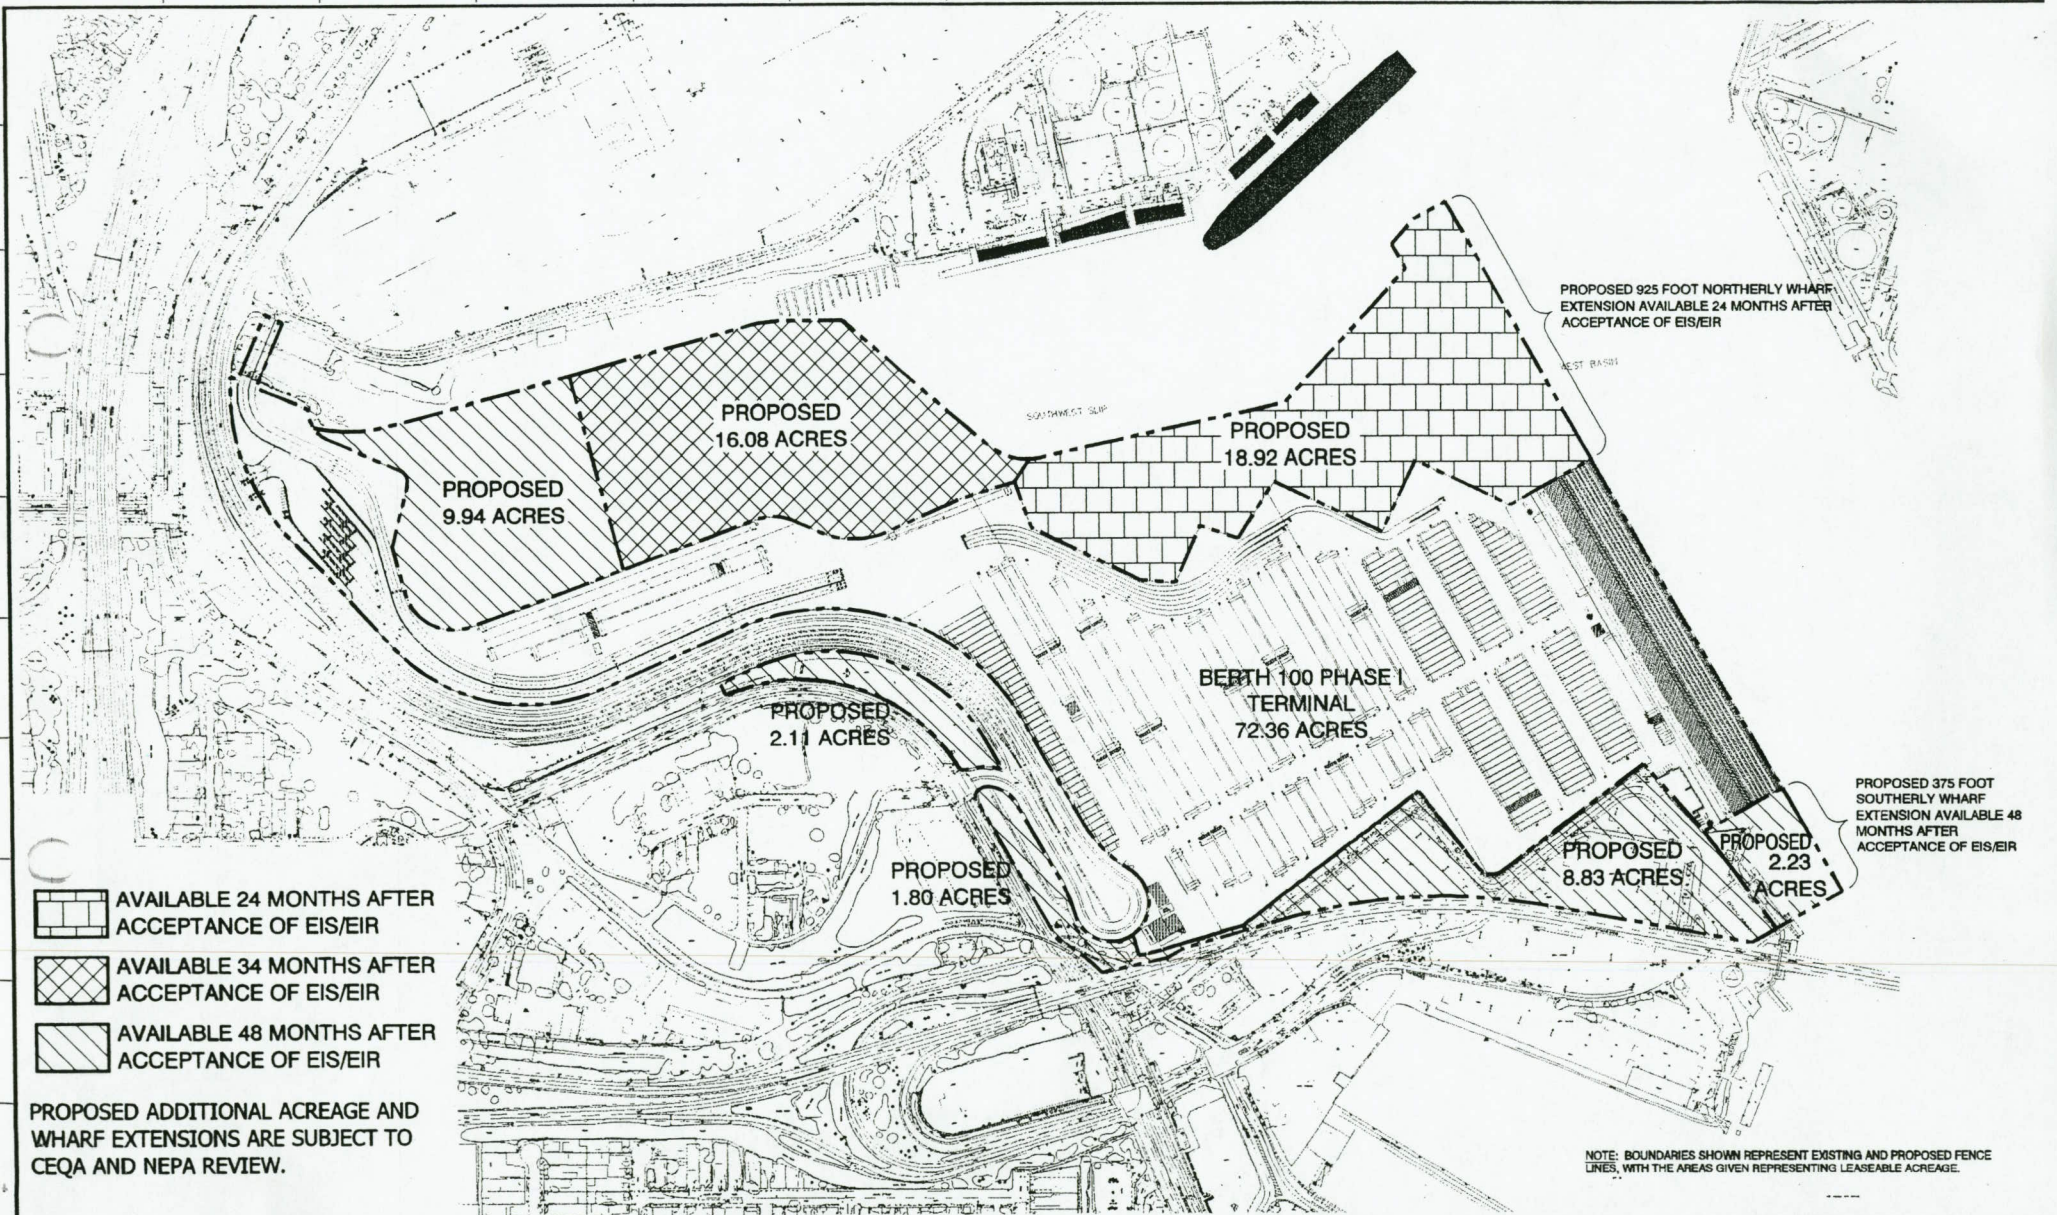 PROPOSED 925 FOOT NORTHERLY WHARF
EXTENSION AVAILABLE 24 MONTHS AFTER
ACCEPTANCE OF EIS/EIR
WEST BASIN
SOUTHWEST SLIP
PROPOSED
16.08 ACRES
PROPOSED
18.92 ACRES
PROPOSED
9.94 ACRES
BERTH 100 PHASE I
TERMINAL
72.36 ACRES
PROPOSED
2.11 ACRES
PROPOSED 375 FOOT
SOUTHERLY WHARF
EXTENSION AVAILABLE 48
MONTHS AFTER
ACCEPTANCE OF EIS/EIR
PROPOSED
1.80 ACRES
PROPOSED
8.83 ACRES
PROPOSED
2.23
ACRES
AVAILABLE 24 MONTHS AFTER
ACCEPTANCE OF EIS/EIR
AVAILABLE 34 MONTHS AFTER
ACCEPTANCE OF EIS/EIR
AVAILABLE 48 MONTHS AFTER
ACCEPTANCE OF EIS/EIR
PROPOSED ADDITIONAL ACREAGE AND
WHARF EXTENSIONS ARE SUBJECT TO
CEQA AND NEPA REVIEW.
NOTE: BOUNDARIES SHOWN REPRESENT EXISTING AND PROPOSED FENCE
LINES, WITH THE AREAS GIVEN REPRESENTING LEASEABLE ACREAGE.